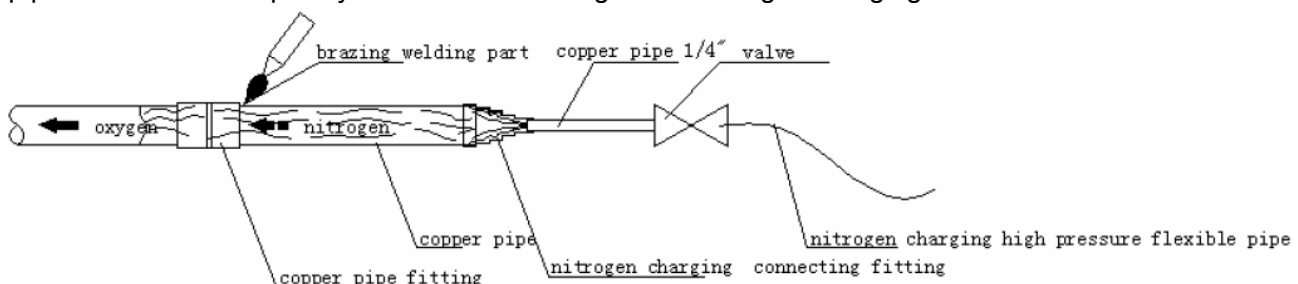 brazing welding part
copper pipe 1/4″ valve
oxygen
nitrogen
copper pipe
nitrogen charging high pressure flexible pipe
nitrogen charging connecting fitting
copper pipe fitting